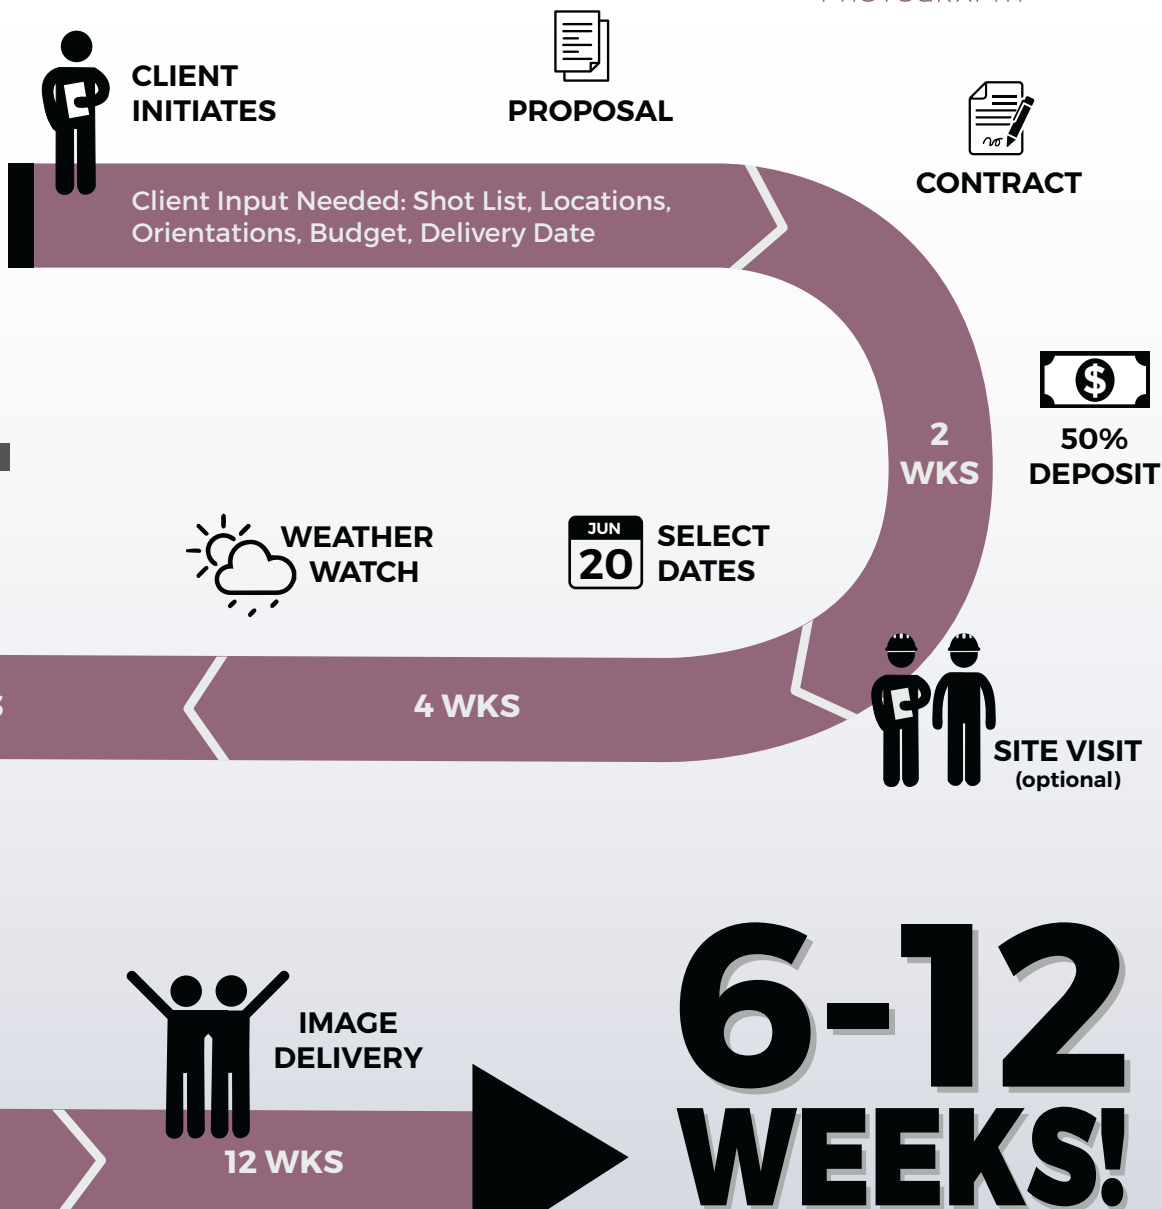 CLIENT
INITIATES
PROPOSAL
CONTRACT
Client Input Needed: Shot List, Locations,
Orientations, Budget, Delivery Date
50%
DEPOSIT
2
WKS
WEATHER
WATCH
JUN
20
SELECT
DATES
4 WKS
SITE VISIT
(optional)
IMAGE
DELIVERY
12 WKS
6-12
WEEKS!